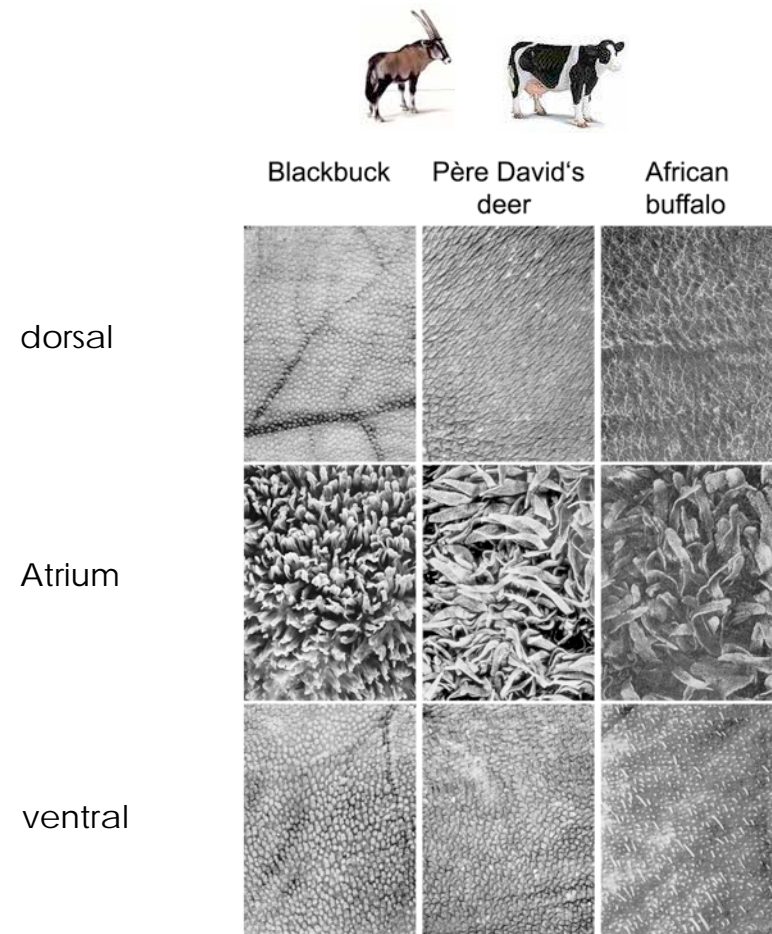 Blackbuck
Père David‘s
deer
African
buffalo
dorsal
Atrium
ventral